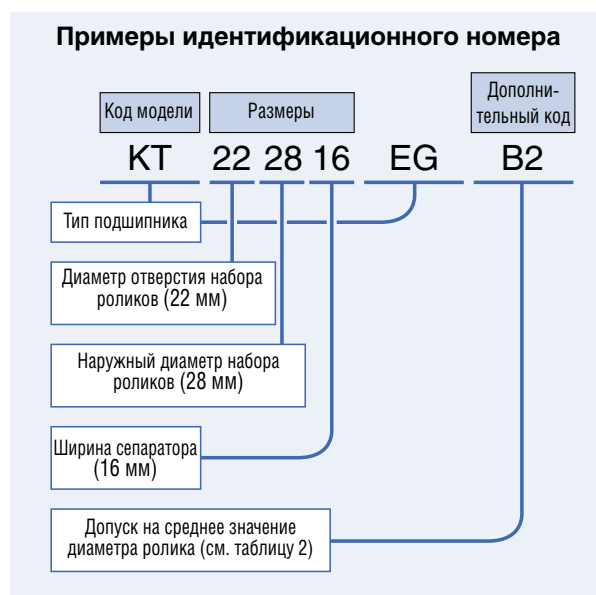 Примеры идентификационного номера
Дополни-
тельный код
Код модели
Размеры
KT 22 28 16 EG B2
Тип подшипника
Диаметр отверстия набора
роликов (22 мм)
Наружный диаметр набора
роликов (28 мм)
Ширина сепаратора
(16 мм)
Допуск на среднее значение
диаметра ролика (см. таблицу 2)